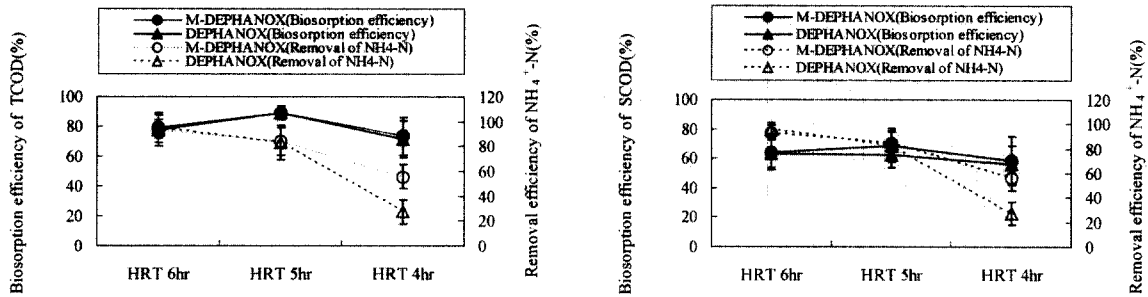 M-DEPHANOX(Biosorption efficiency)
DEPHANOX(Biosorption efficiency)
M-DEPHANOX(Removal of NH4-N)
DEPHANOX(Removal of NH4-N)
Biosorption efficiency of TCOD(%)
100
80
60
40
20
0
120
100
80
60
40
20
0
Removal efficiency of NH4+-N(%)
HRT 6hr HRT 5hr HRT 4hr
M-DEPHANOX(Biosorption efficiency)
DEPHANOX(Biosorption efficiency)
M-DEPHANOX(Removal of NH4-N)
DEPHANOX(Removal of NH4-N)
Biosorption efficiency of SCOD(%)
100
80
60
40
20
0
120
100
80
60
40
20
0
Removal efficiency of NH4+-N(%)
HRT 6hr HRT 5hr HRT 4hr